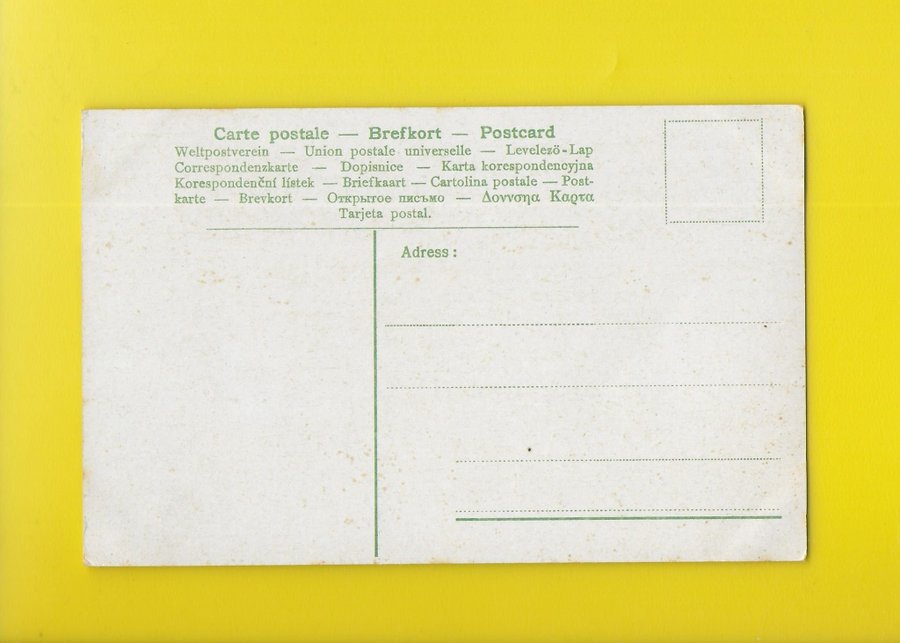 Carte postale — Brefkort — Postcard
Weltpostverein — Union postale universelle — Levelezö-Lap
Correspondenzkarte — Dopisnice — Karta korespondencyjna
Korespondenční lístek — Briefkaart — Cartolina postale — Post-
karte — Brevkort — Открытое письмо — Δοννσηα Καρτα
Tarjeta postal.
Adress :